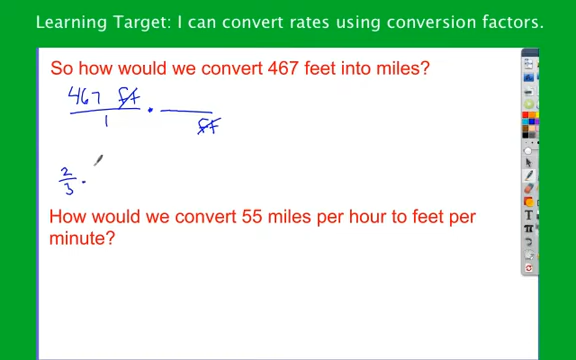 Learning Target: I can convert rates using conversion factors.
So how would we convert 467 feet into miles?
467 ft
1
ft
2
3
How would we convert 55 miles per hour to feet per
minute?
T
π